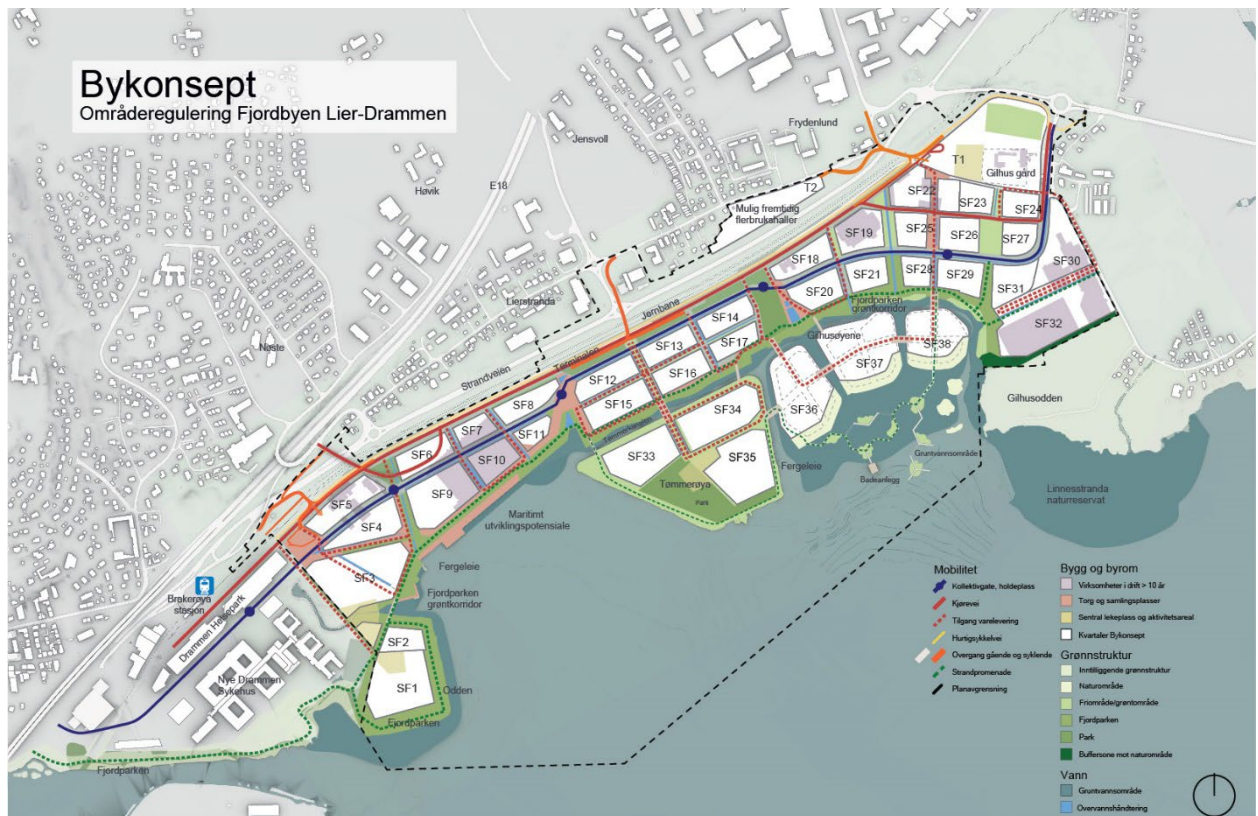 Bykonsept
Områderegulering Fjordbyen Lier-Drammen
Frydenlund
Jensvoll
T1
Gilhus gård
Høvik
E18
T2
Mulig fremtidig
flerbrukshaller
SF22
SF23
SF24
SF19
SF25
SF26
SF27
SF18
SF30
SF21
SF28
SF29
SF31
SF20
Fjordparken
grøntkorridor
SF32
Lierstranda
Jernbane
SF14
Gilhusøyene
SF38
SF13
SF17
SF37
Nøste
Strandveien
Terminalen
SF12
SF16
Gilhusodden
SF8
SF15
SF34
SF36
SF7
SF11
SF6
SF10
SF33
SF35
Fergeleie
Gruntvannsområde
SF9
Tømmerøya
Badeanlegg
SF5
Park
Linnesstranda
naturreservat
SF4
Maritimt
utviklingspotensiale
Fergeleie
SF3
Fjordparken
grøntkorridor
Brakerøya
stasjon
Drammen Helsepark
SF2
Nye Drammen
Sykehus
SF1
Odden
Fjordparken
Fjordparken
Mobilitet
Kollektivgate, holdeplass
Kjørevei
Tilgang varelevering
Hurtigsykkelvei
Overgang gående og syklende
Strandpromenade
Planavgrensning
Bygg og byrom
Virksomheter i drift > 10 år
Torg og samlingsplasser
Sentral lekeplass og aktivitetsareal
Kvartaler Bykonsept
Grønnstruktur
Inntilliggende grønnstruktur
Naturområde
Friområde/grøntområde
Fjordparken
Park
Buffersone mot naturområde
Vann
Gruntvannsområde
Overvannshåndtering